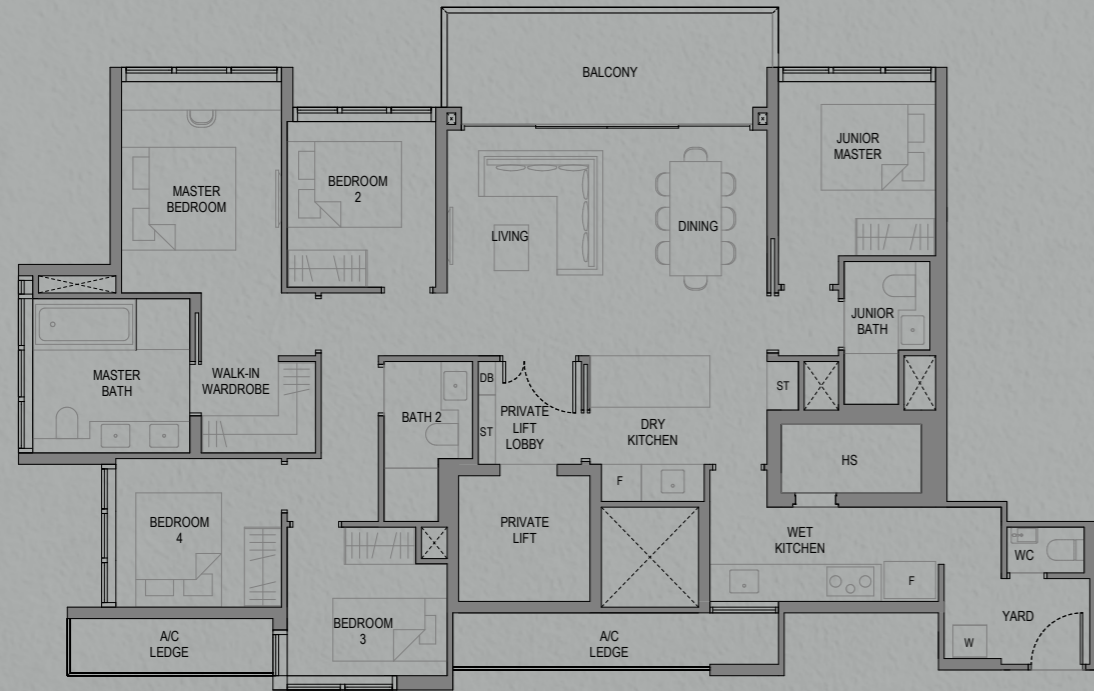 BALCONY
MASTER
BEDROOM
BEDROOM
2
LIVING
DINING
JUNIOR
MASTER
JUNIOR
BATH
MASTER
BATH
WALK-IN
WARDROBE
BATH 2
DB
ST
PRIVATE
LIFT
LOBBY
DRY
KITCHEN
F
ST
HS
BEDROOM
4
PRIVATE
LIFT
WET
KITCHEN
F
WC
BEDROOM
3
YARD
W
A/C
LEDGE
A/C
LEDGE